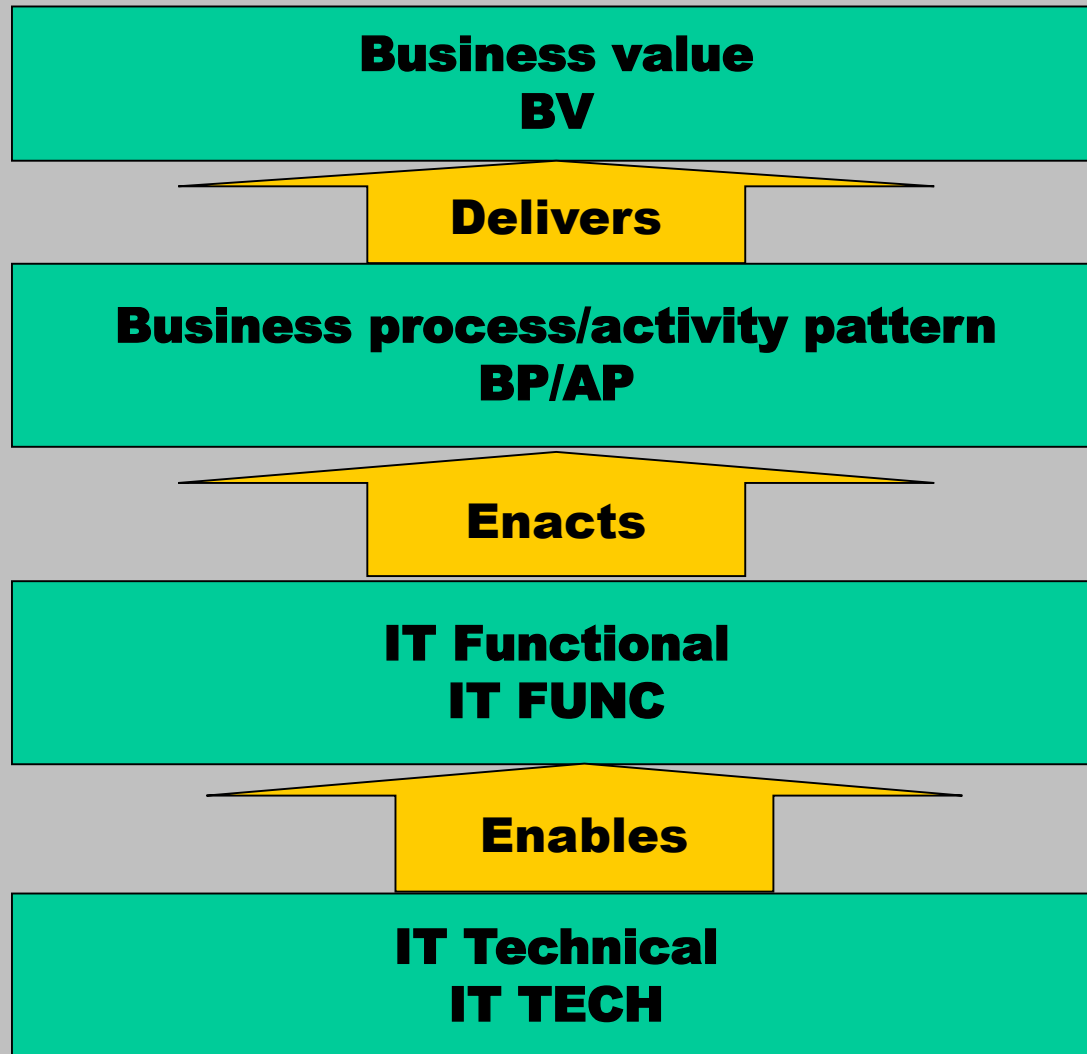 Business value
BV
Delivers
Business process/activity pattern
BP/AP
Enacts
IT Functional
IT FUNC
Enables
IT Technical
IT TECH